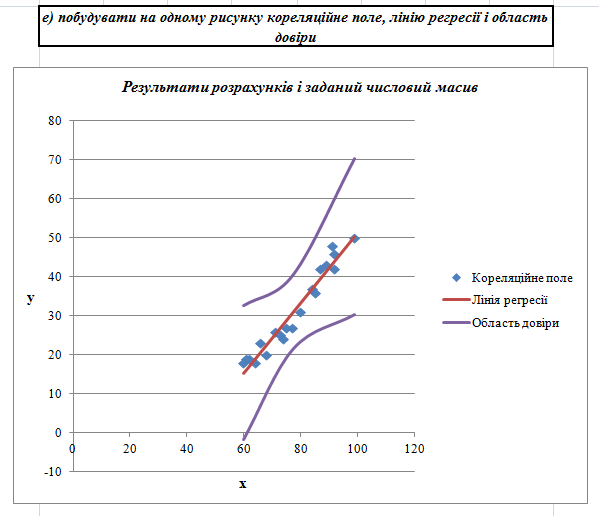 е) побудувати на одному рисунку кореляційне поле, лінію регресії і область
довіри
Результати розрахунків і заданий числовий масив
80
70
60
50
40
30
20
10
0
-10
0
20
40
60
80
100
120
y
x
Кореляційне поле
Лінія регресії
Область довіри